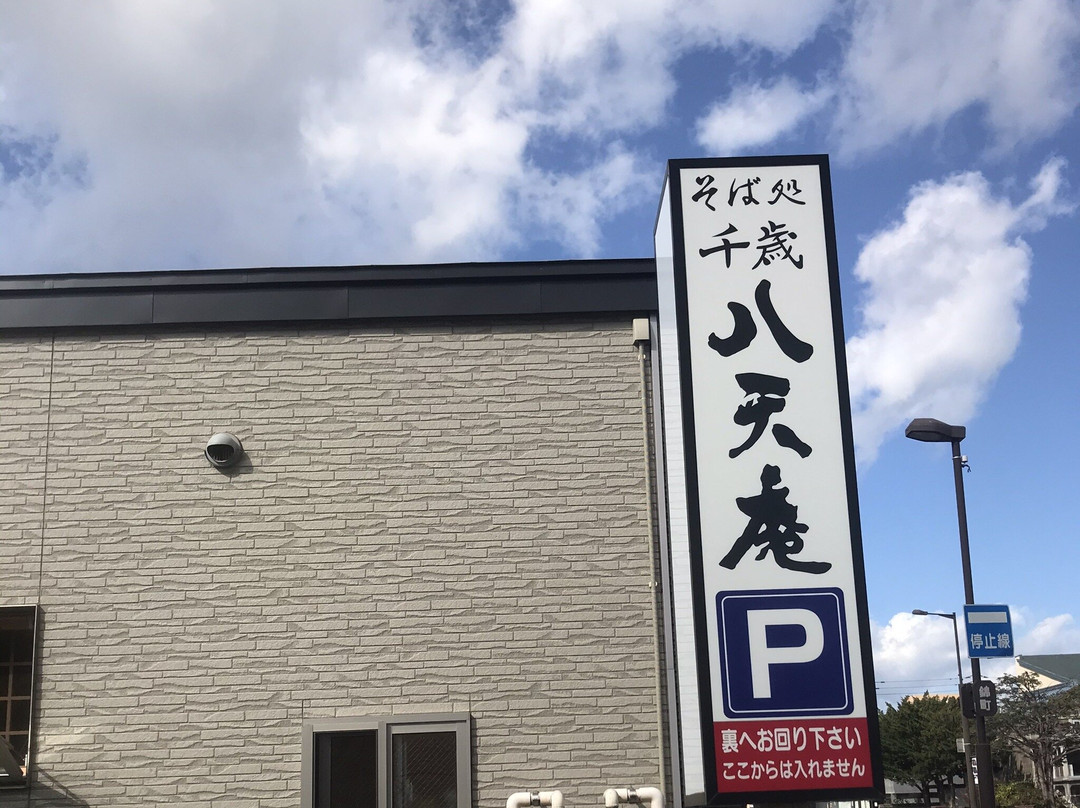 そば処
千歳
八天庵
P
裏へお回り下さい
ここからは入れません
停止線